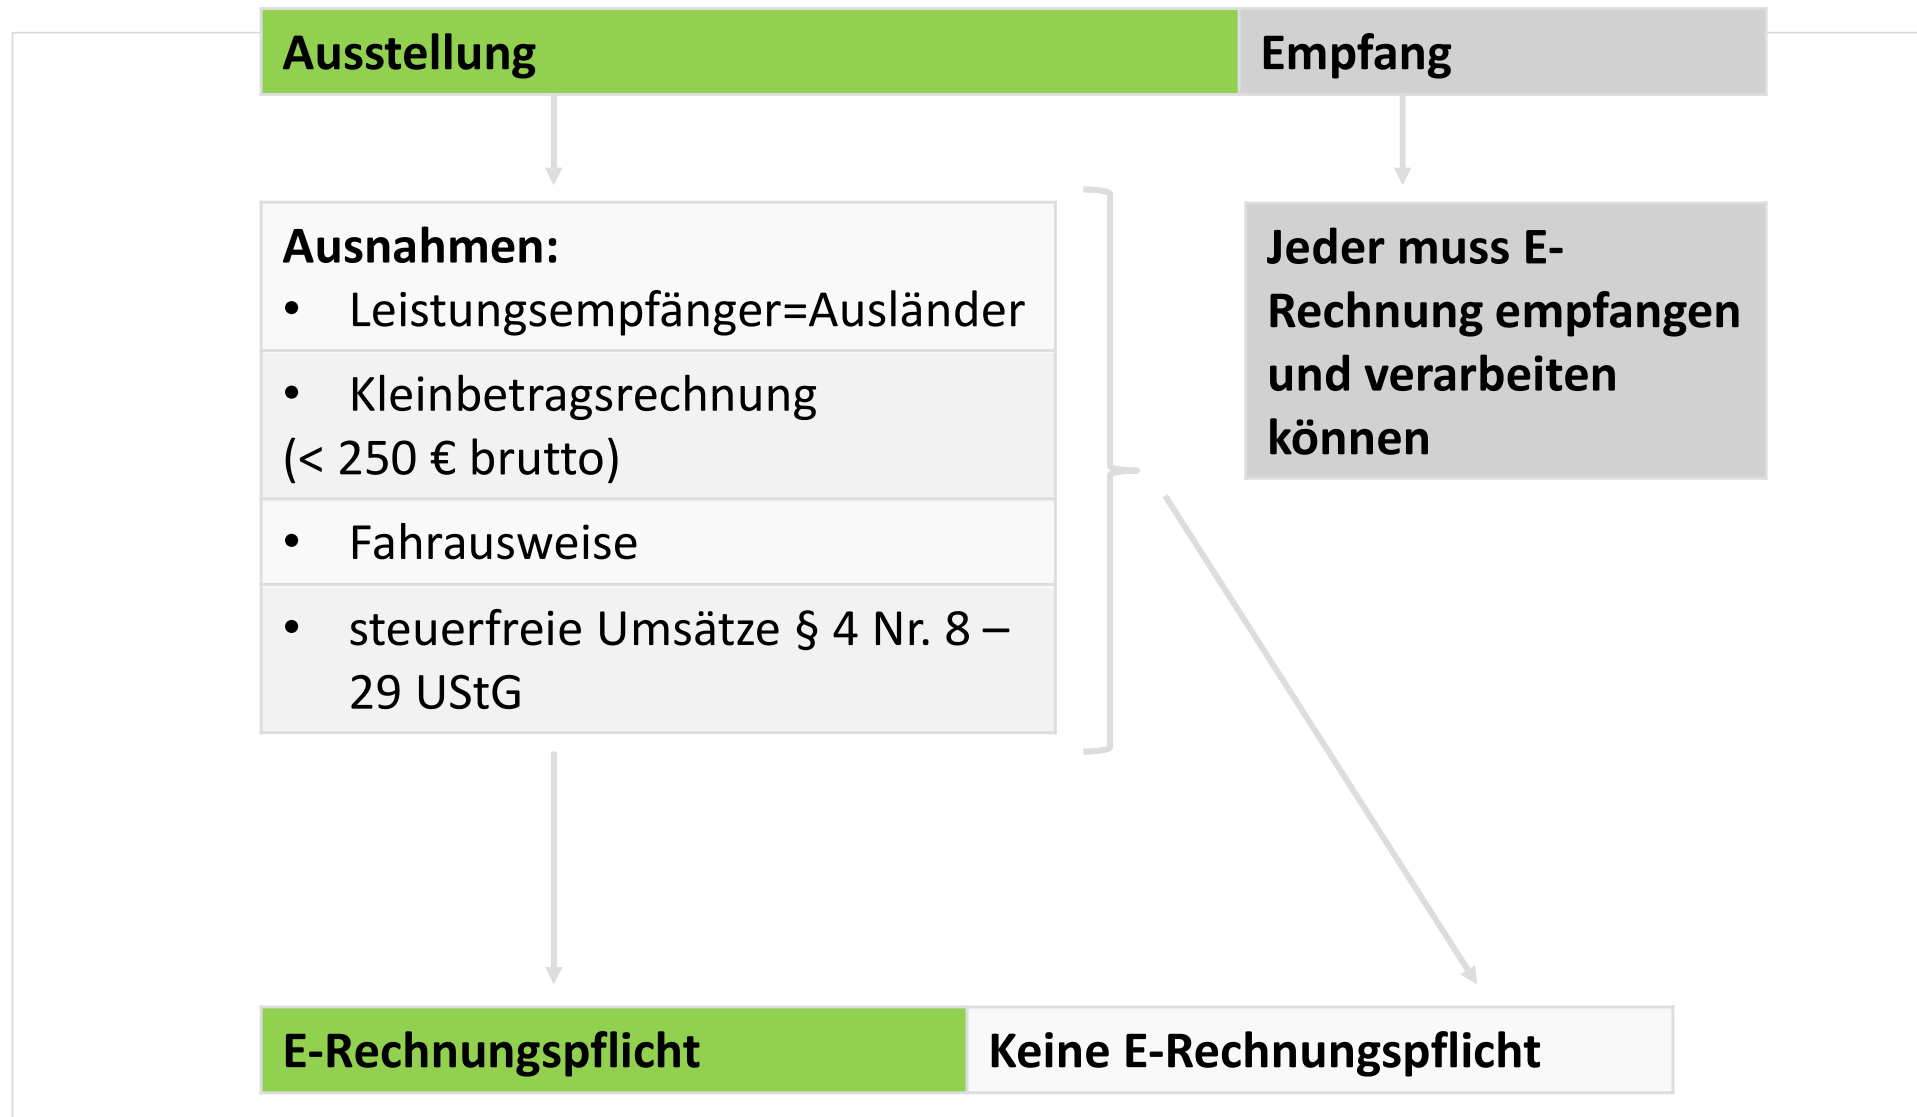 Ausstellung
Empfang
Ausnahmen:
• Leistungsempfänger=Ausländer
• Kleinbetragsrechnung
(< 250 € brutto)
• Fahrausweise
• steuerfreie Umsätze § 4 Nr. 8 –
29 UStG
Jeder muss E-
Rechnung empfangen
und verarbeiten
können
E-Rechnungspflicht
Keine E-Rechnungspflicht